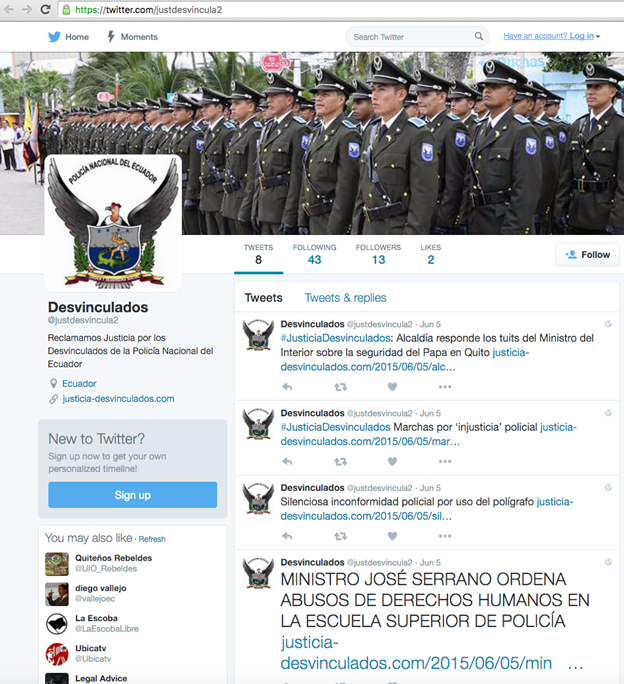 https://twitter.com/justdesvincula2
Home
Moments
Search Twitter
Have an account? Log in
POLICÍA NACIONAL DEL ECUADOR
TWEETS
8
FOLLOWING
43
FOLLOWERS
13
LIKES
2
Follow
Desvinculados
@justdesvincula2
Reclamamos Justicia por los
Desvinculados de la Policía Nacional del
Ecuador
Ecuador
justicia-desvinculados.com
New to Twitter?
Sign up now to get your own
personalized timeline!
Sign up
You may also like · Refresh
Quiteños Rebeldes
@UIO_Rebeldes
diego vallejo
@vallejoec
La Escoba
@LaEscobaLibre
Ubicatv
@Ubicatv
Legal Advice
Tweets
Tweets & replies
Desvinculados @justdesvincula2 · Jun 5
#JusticiaDesvinculados: Alcaldía responde los tuits del Ministro del
Interior sobre la seguridad del Papa en Quito justicia-
desvinculados.com/2015/06/05/alc…
Desvinculados @justdesvincula2 · Jun 5
#JusticiaDesvinculados Marchas por ‘injusticia’ policial justicia-
desvinculados.com/2015/06/05/mar…
Desvinculados @justdesvincula2 · Jun 5
Silenciosa inconformidad policial por uso del polígrafo justicia-
desvinculados.com/2015/06/05/sil…
Desvinculados @justdesvincula2 · Jun 5
MINISTRO JOSÉ SERRANO ORDENA
ABUSOS DE DERECHOS HUMANOS EN
LA ESCUELA SUPERIOR DE POLICÍA
justicia-
desvinculados.com/2015/06/05/min …